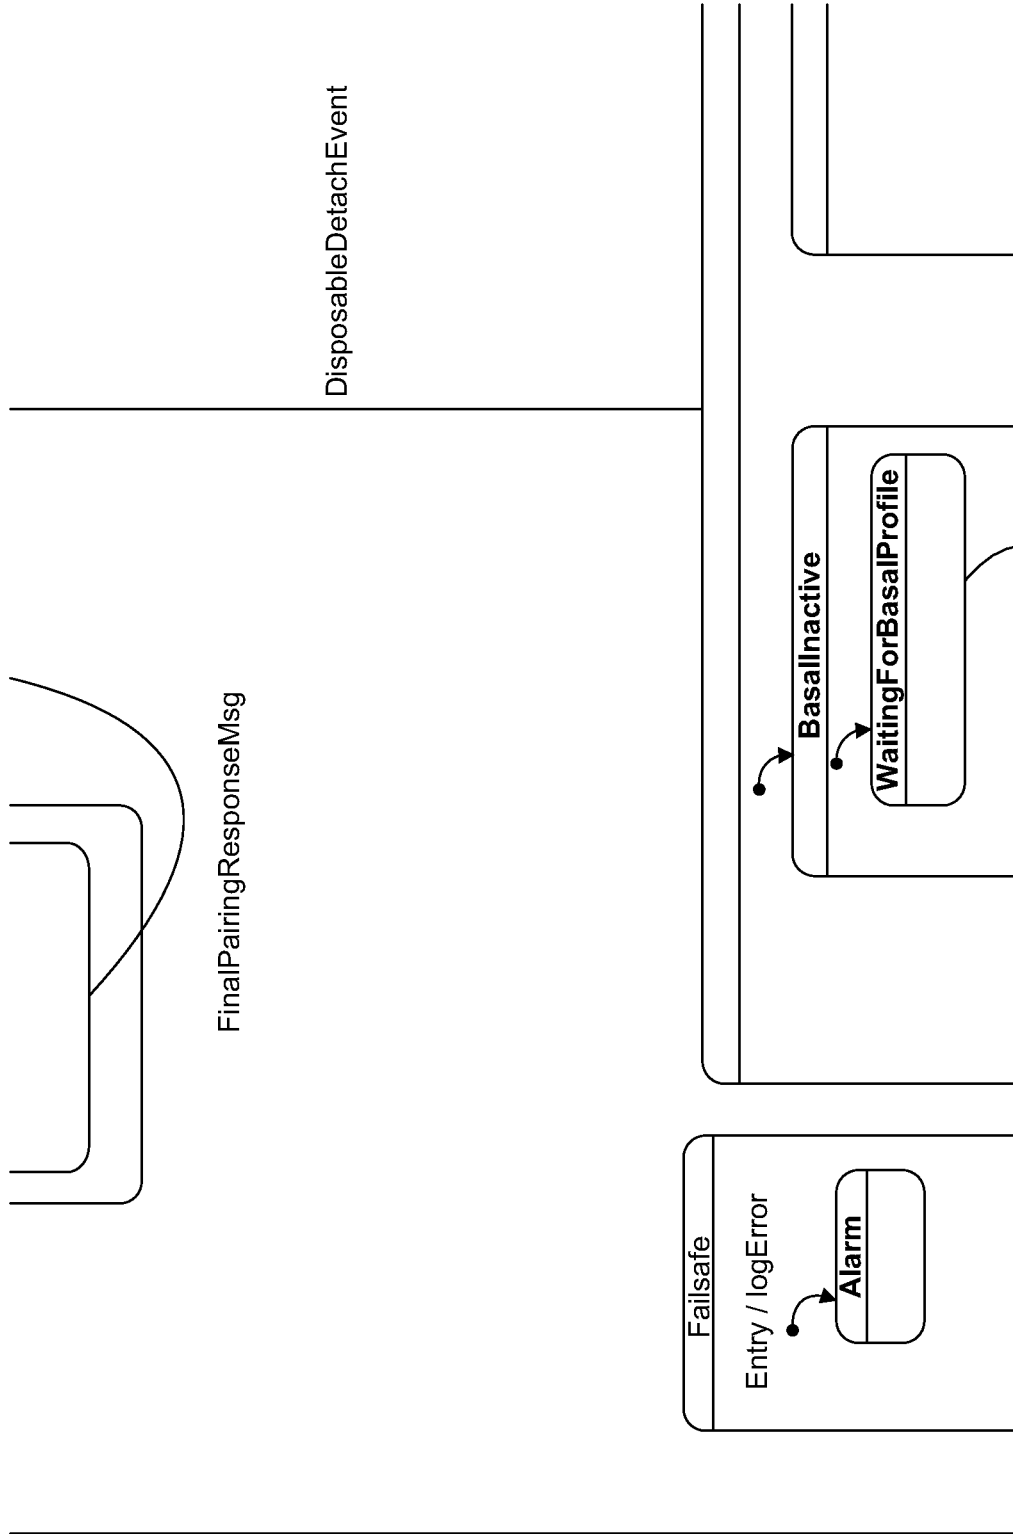 DisposableDetachEvent
FinalPairingResponseMsg
BasalInactive
WaitingForBasalProfile
Failsafe
Entry / logError
Alarm